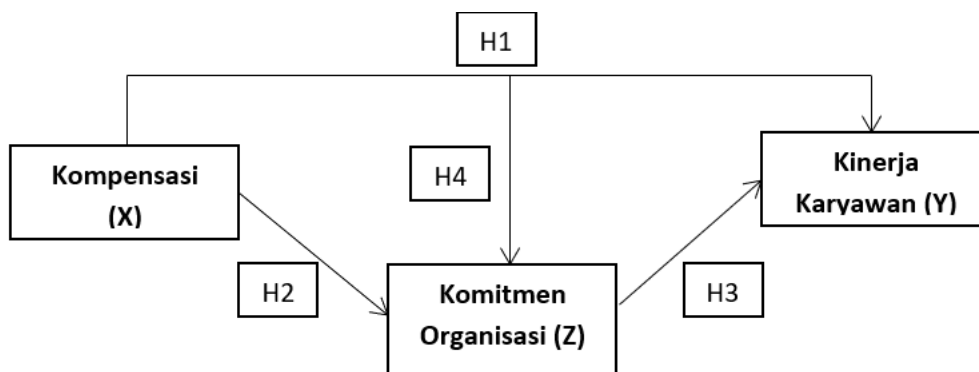 H1
Kompensasi
(X)
H4
Kinerja
Karyawan (Y)
H2
Komitmen
Organisasi (Z)
H3